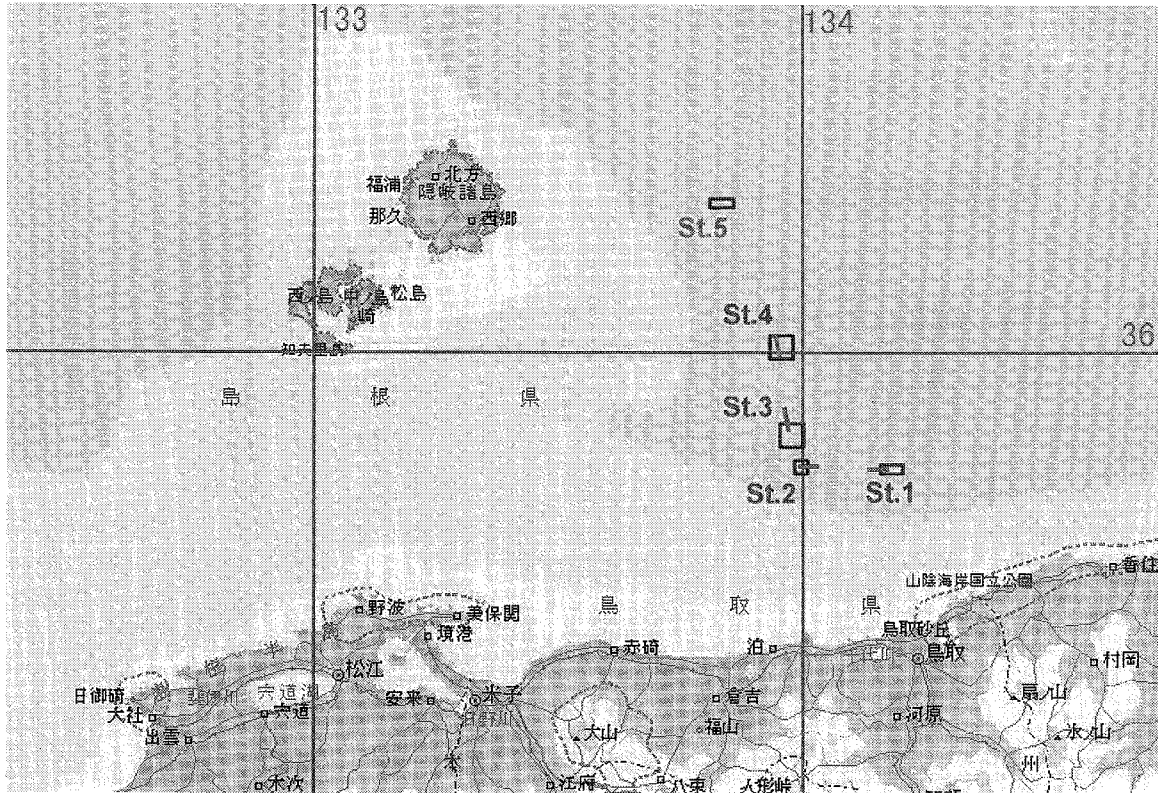 133
134
北方
福浦
隠岐諸島
那久
西郷
St.5
西ノ島
中ノ島
松島
崎
知夫里島
St.4
36
島根県
St.3
St.2
St.1
山陰海岸国立公園
香住
野波
美保関
鳥取県
境港
鳥取砂丘
赤碕
泊
鳥取
村岡
松江
日御碕
宍道湖
安来
米子
日野川
倉吉
扇ノ山
大社
宍道
河原
出雲
大山
福山
氷ノ山
木次
江府
八束
人形峠
州